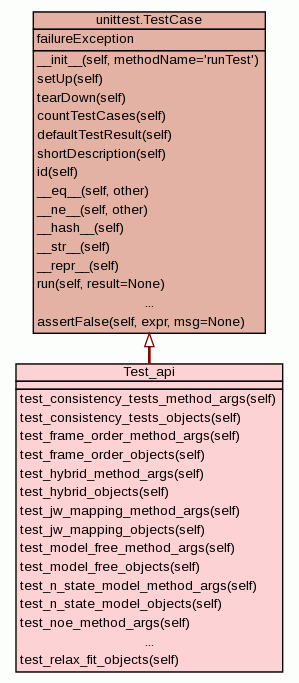 unittest.TestCase
failureException
__init__(self, methodName='runTest')
setUp(self)
tearDown(self)
countTestCases(self)
defaultTestResult(self)
shortDescription(self)
id(self)
__eq__(self, other)
__ne__(self, other)
__hash__(self)
__str__(self)
__repr__(self)
run(self, result=None)
...
assertFalse(self, expr, msg=None)
Test_api
test_consistency_tests_method_args(self)
test_consistency_tests_objects(self)
test_frame_order_method_args(self)
test_frame_order_objects(self)
test_hybrid_method_args(self)
test_hybrid_objects(self)
test_jw_mapping_method_args(self)
test_jw_mapping_objects(self)
test_model_free_method_args(self)
test_model_free_objects(self)
test_n_state_model_method_args(self)
test_n_state_model_objects(self)
test_noe_method_args(self)
...
test_relax_fit_objects(self)